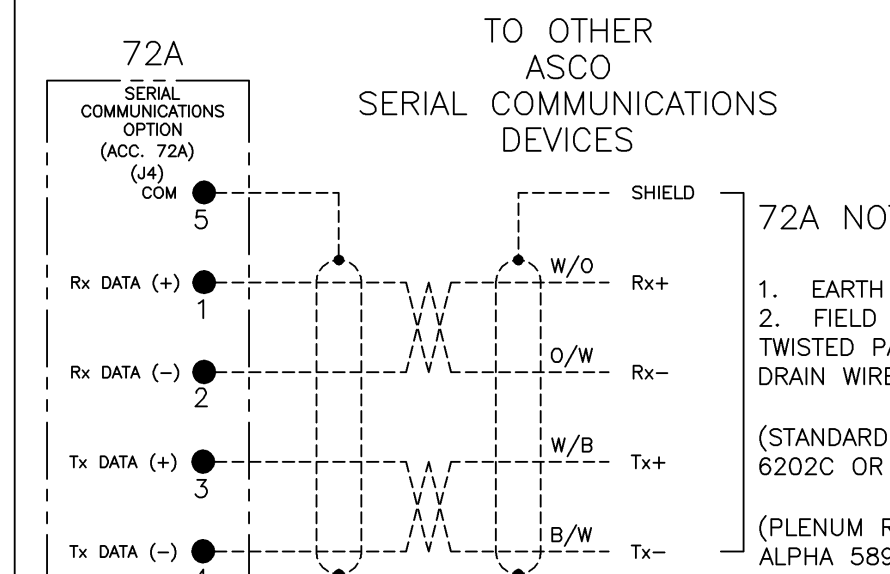 72A
SERIAL
COMMUNICATIONS
OPTION
(ACC. 72A)
(J4)
COM
5
Rx DATA (+)
1
Rx DATA (−)
2
Tx DATA (+)
3
Tx DATA (−)
TO OTHER
ASCO
SERIAL COMMUNICATIONS
DEVICES
SHIELD
W/O
Rx+
O/W
Rx−
W/B
Tx+
B/W
Tx−
72A
1. EARTH
2. FIELD
TWISTED
DRAIN WIRE
(STANDARD
6202C OR
(PLENUM
ALPHA 589